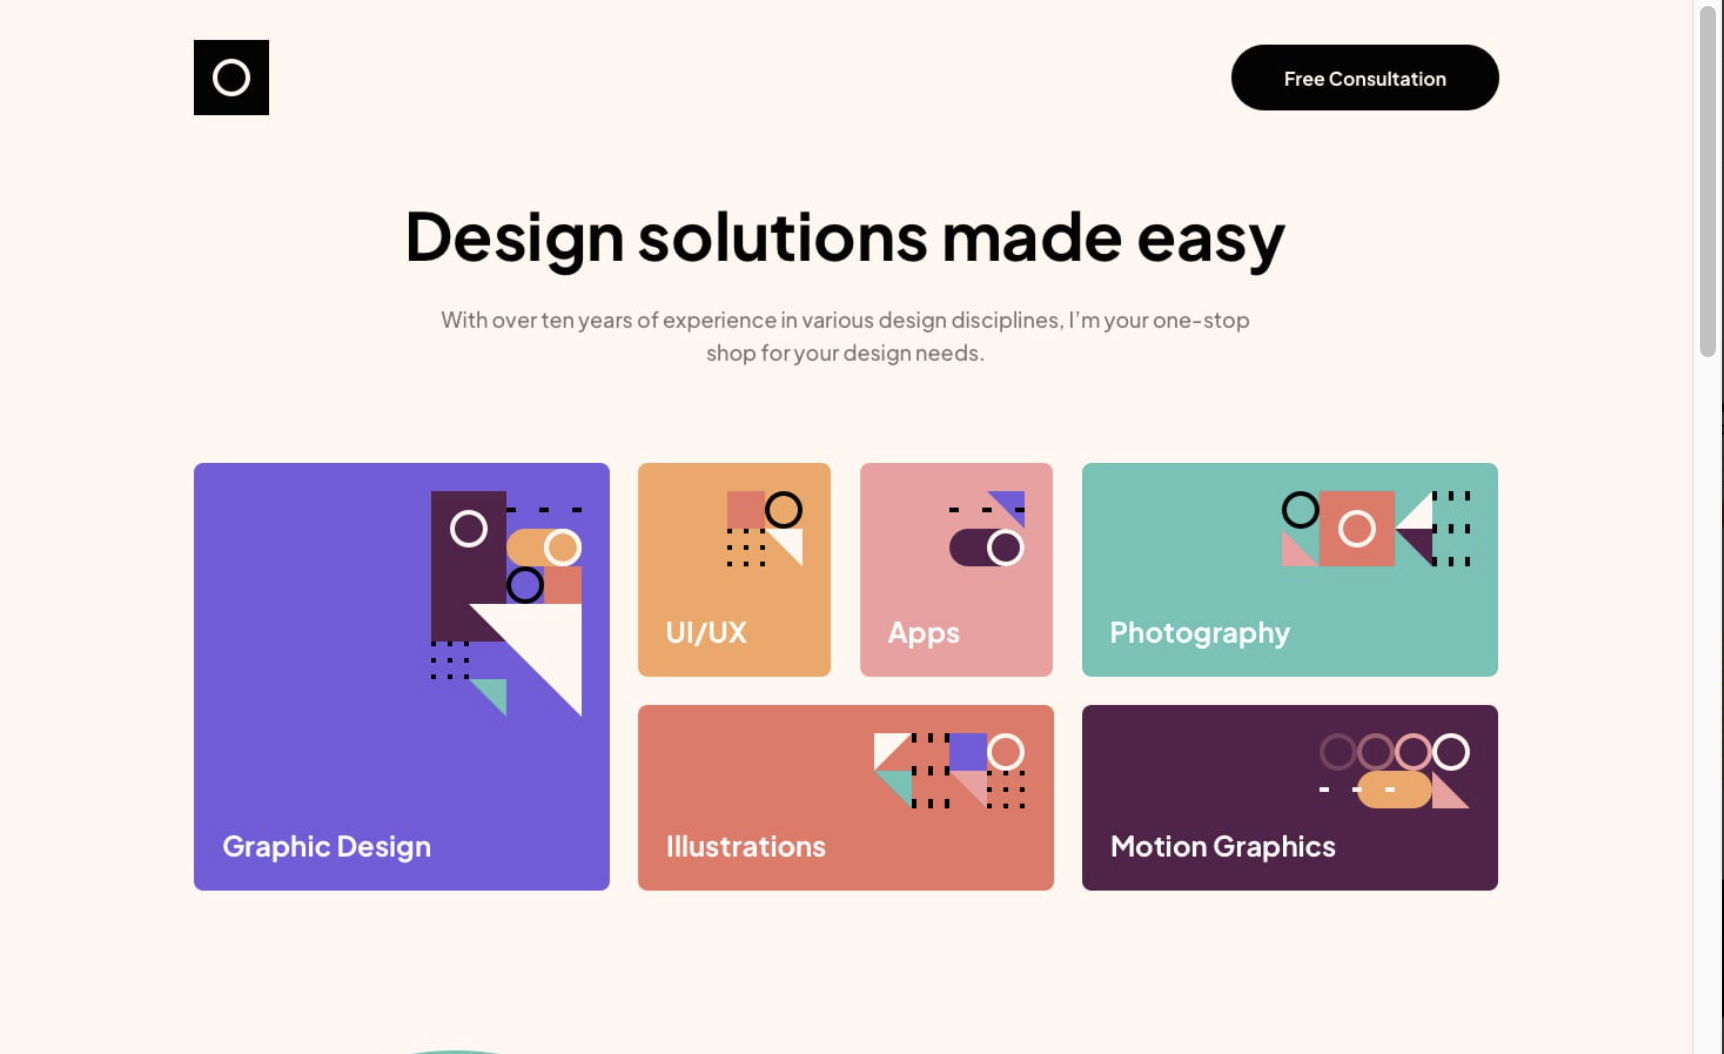 Free Consultation
Design solutions made easy
With over ten years of experience in various design disciplines, I’m your one-stop
shop for your design needs.
Graphic Design
UI/UX
Apps
Photography
Illustrations
Motion Graphics